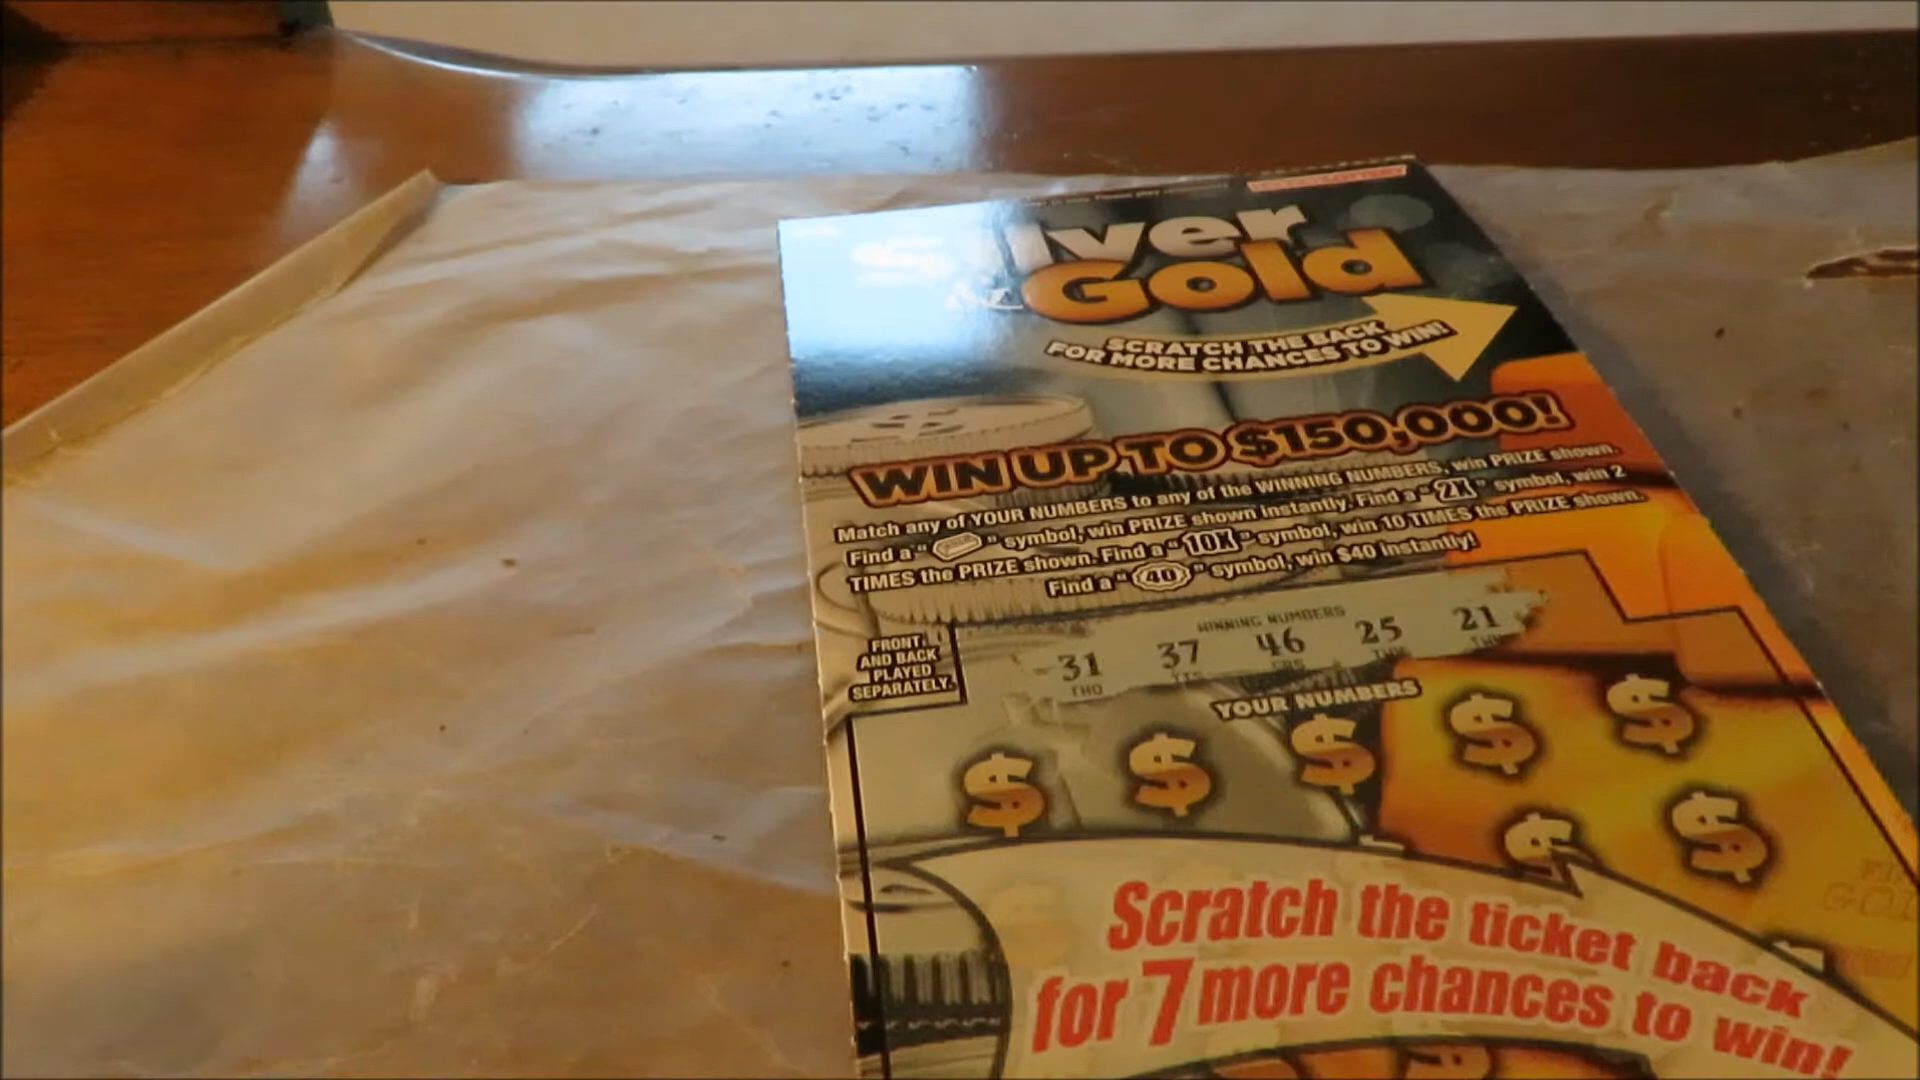 LOTTERY
Silver
& Gold
SCRATCH THE BACK
FOR MORE CHANCES TO WIN!
WIN UP TO $150,000!
Match any of YOUR NUMBERS to any of the WINNING NUMBERS, win PRIZE shown.
Find a " " symbol, win PRIZE shown instantly. Find a "2X" symbol, win 2
TIMES the PRIZE shown. Find a "10X" symbol, win 10 TIMES the PRIZE shown.
Find a "40" symbol, win $40 instantly!
FRONT
AND BACK
PLAYED
SEPARATELY.
WINNING NUMBERS
31 37 46 25 21
THO
YOUR NUMBERS
$ $ $ $ $
$ $
Scratch the ticket back
for 7 more chances to win!